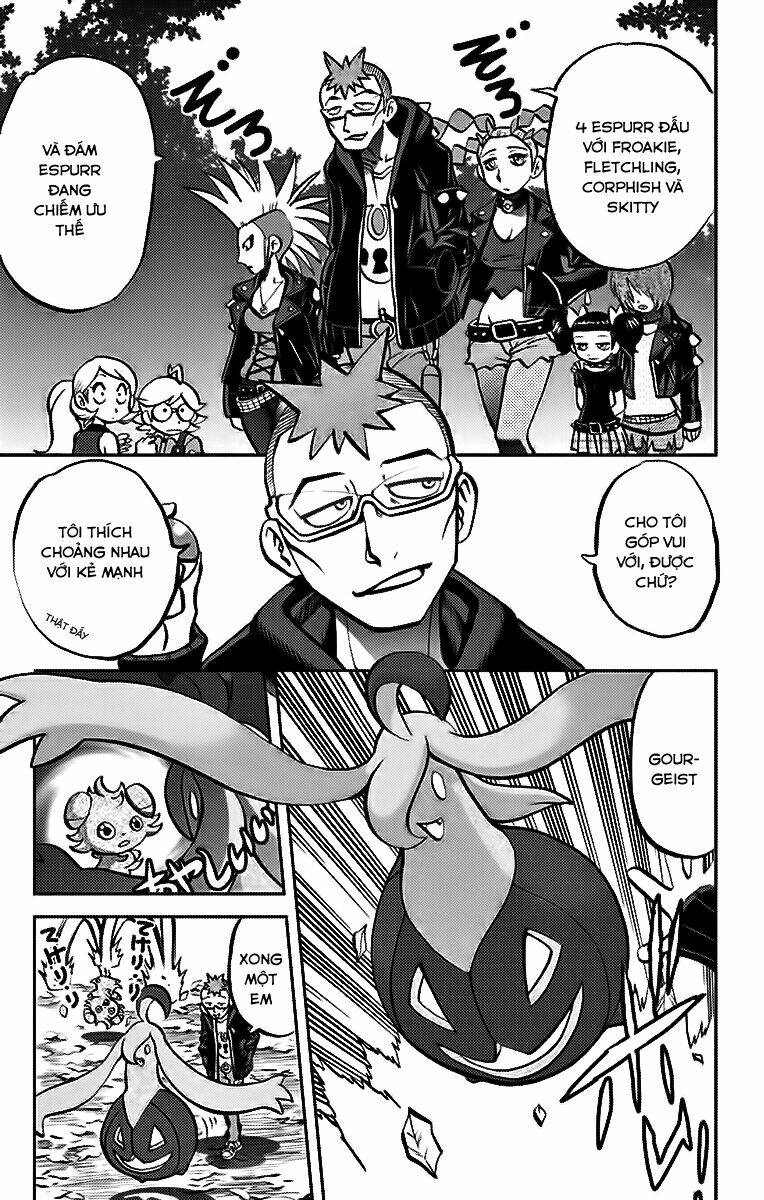 4 ESPURR ĐẤU
VỚI FROAKIE,
FLETCHLING,
CORPHISH VÀ
SKITTY
VÀ ĐÁM
ESPURR
ĐANG
CHIẾM ƯU
THẾ
CHO TÔI
GÓP VUI
VỚI, ĐƯỢC
CHỨ?
TÔI THÍCH
CHOẢNG NHAU
VỚI KẺ MẠNH
THẬT ĐẤY
GOUR-
GEIST
XONG
MỘT
EM